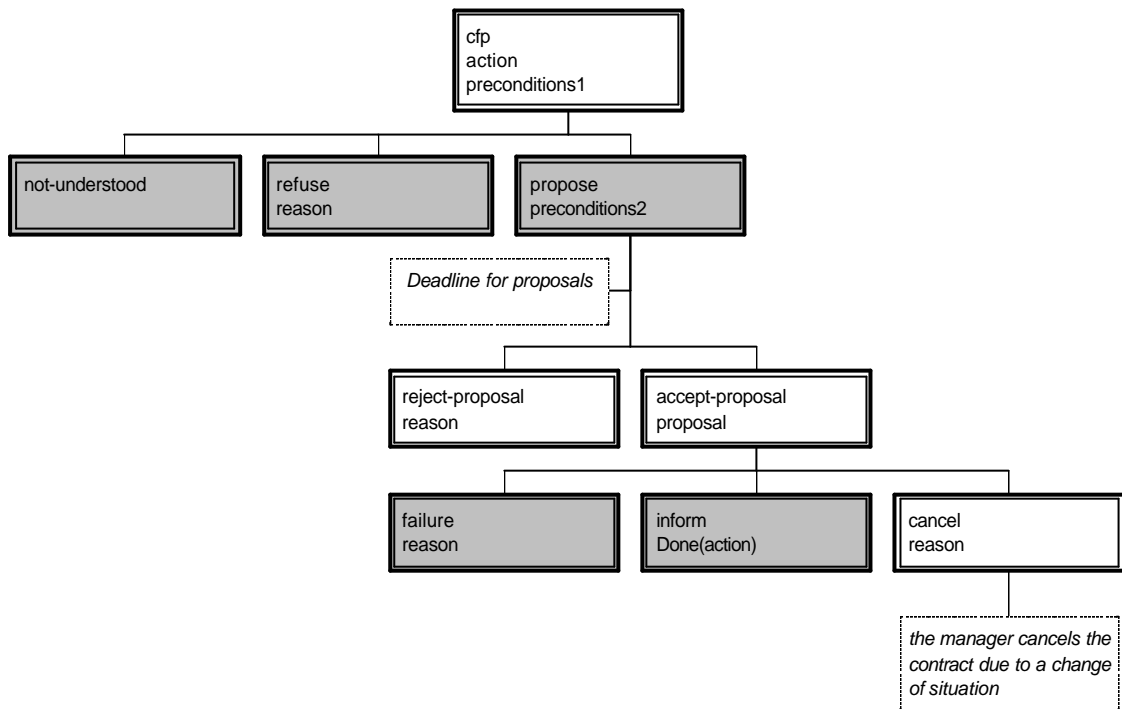 cfp
action
preconditions1
not-understood
refuse
reason
propose
preconditions2
Deadline for proposals
reject-proposal
reason
accept-proposal
proposal
failure
reason
inform
Done(action)
cancel
reason
the manager cancels the
contract due to a change
of situation